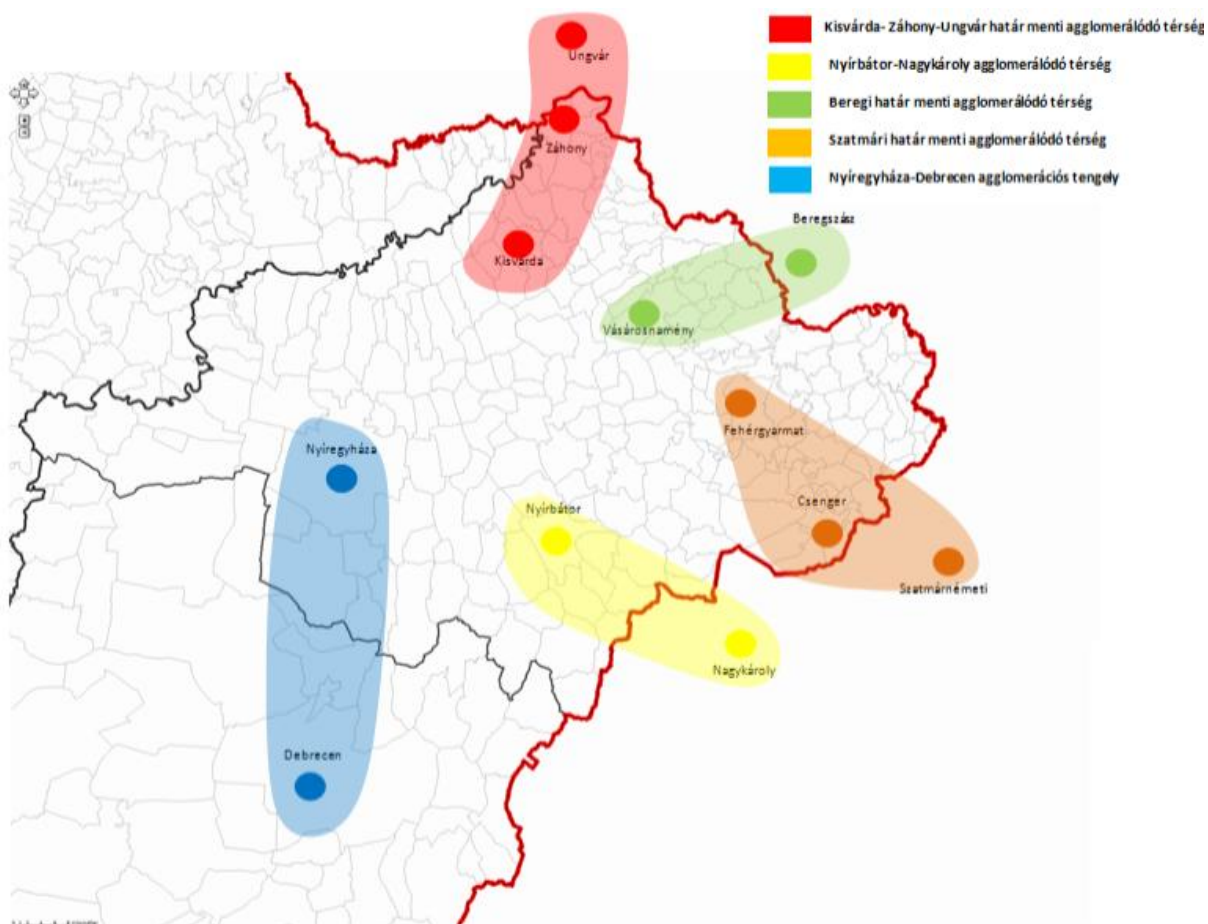 Kisvárda- Záhony-Ungvár határ menti agglomerálódó térség
Nyírbátor-Nagykároly agglomerálódó térség
Beregi határ menti agglomerálódó térség
Szatmári határ menti agglomerálódó térség
Nyíregyháza-Debrecen agglomerációs tengely
Ungvár
Záhony
Beregszász
Kisvárda
Vásárosnamény
Fehérgyarmat
Nyíregyháza
Csenger
Nyírbátor
Szatmárnémeti
Nagykároly
Debrecen